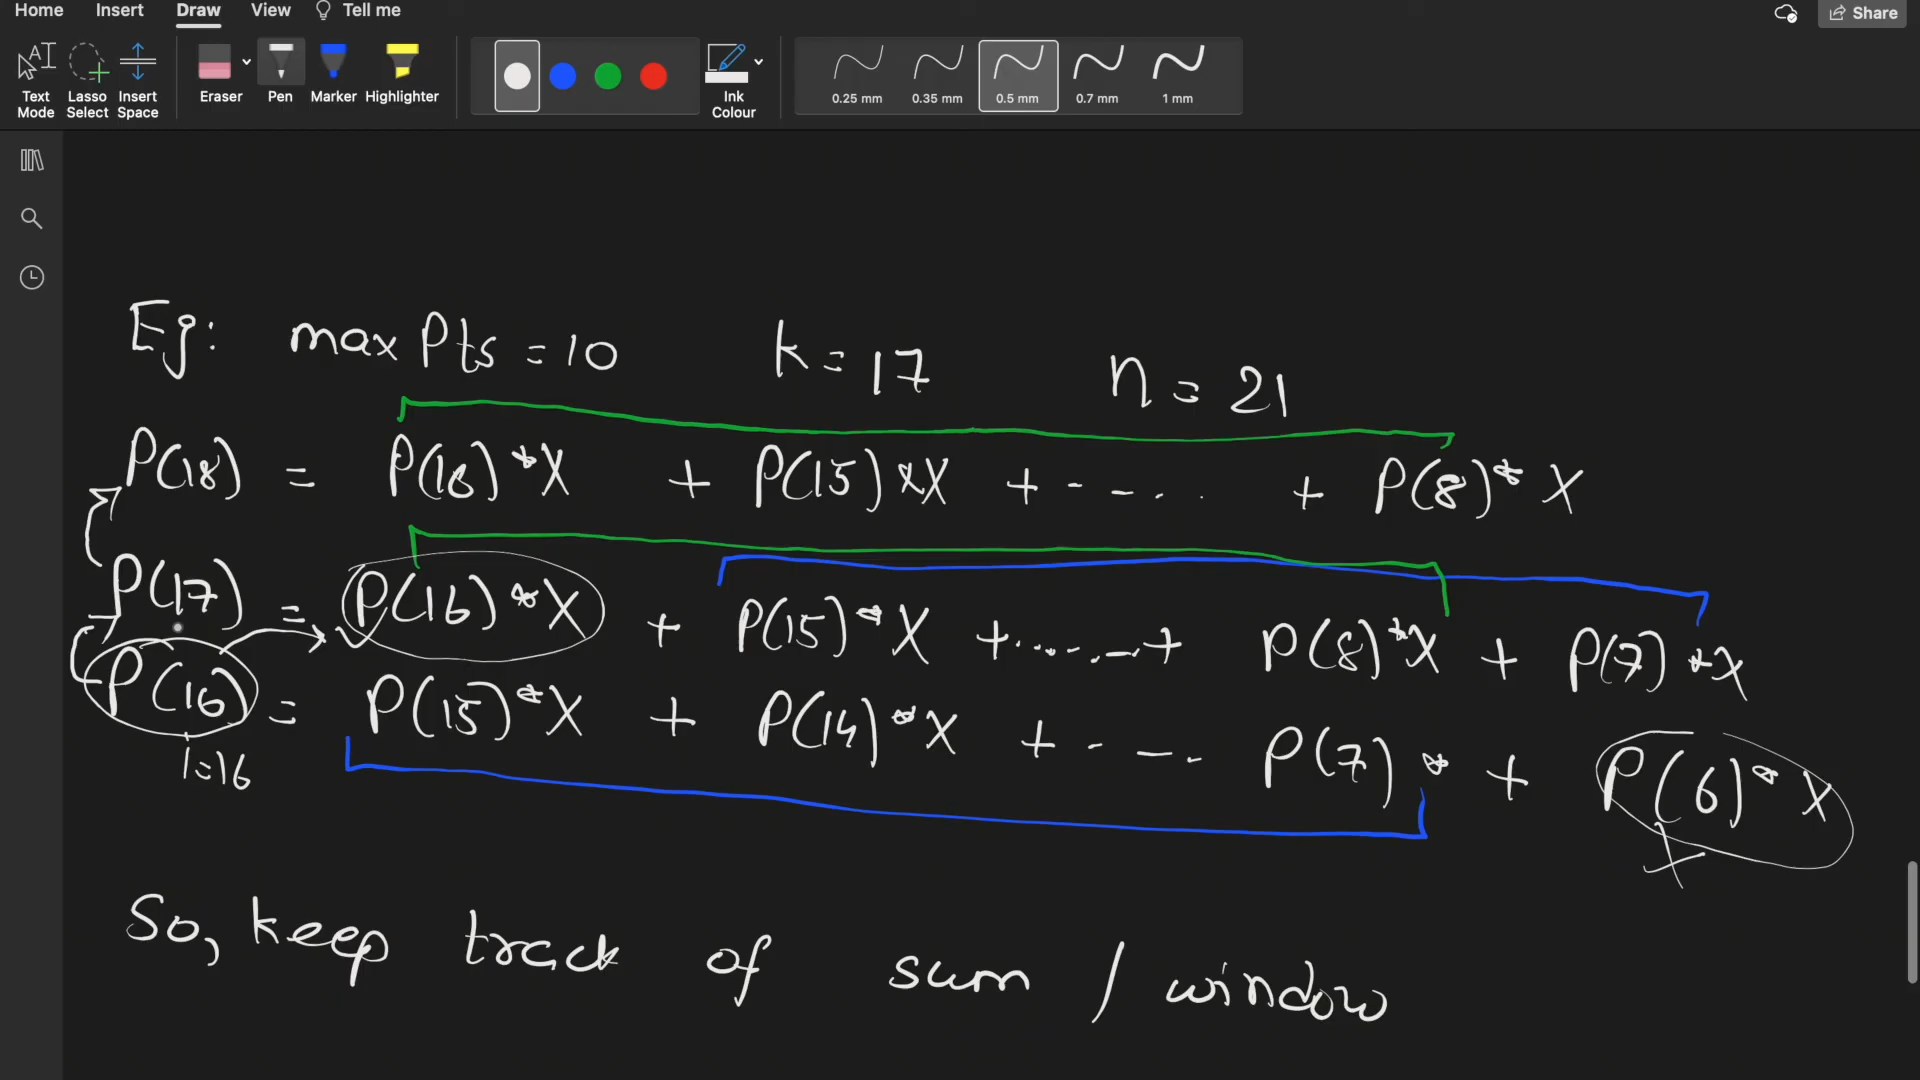 Home Insert Draw View Tell me Share
Text Mode Lasso Select Insert Space Eraser Pen Marker Highlighter Ink Colour 0.25 mm 0.35 mm 0.5 mm 0.7 mm 1 mm
Eg: max Pts = 10 k = 17 n = 21
P(18) = P(16) * X + P(15) * X + - - . . + P(8) * X
P(17) = P(16) * X + P(15) * X + ...... + P(8) * X + P(7) * X
P(16) = P(15) * X + P(14) * X + - - - . P(7) * + P(6) * X
i=16 X
So, keep track of sum / window